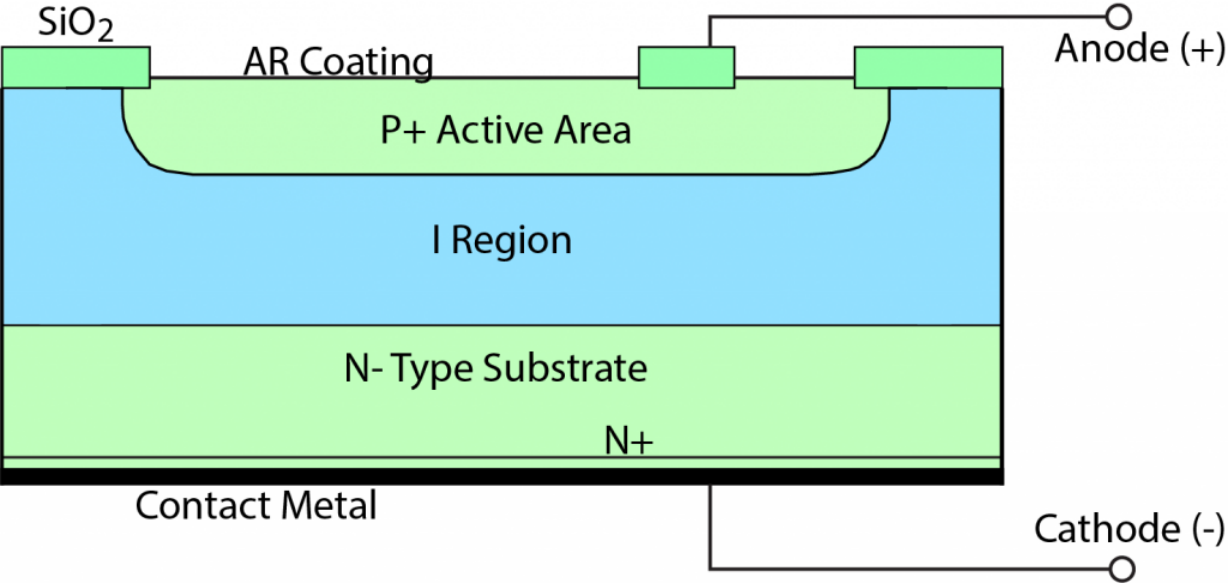 SiO₂
Anode (+)
AR Coating
P+ Active Area
I Region
N- Type Substrate
N+
Contact Metal
Cathode (-)